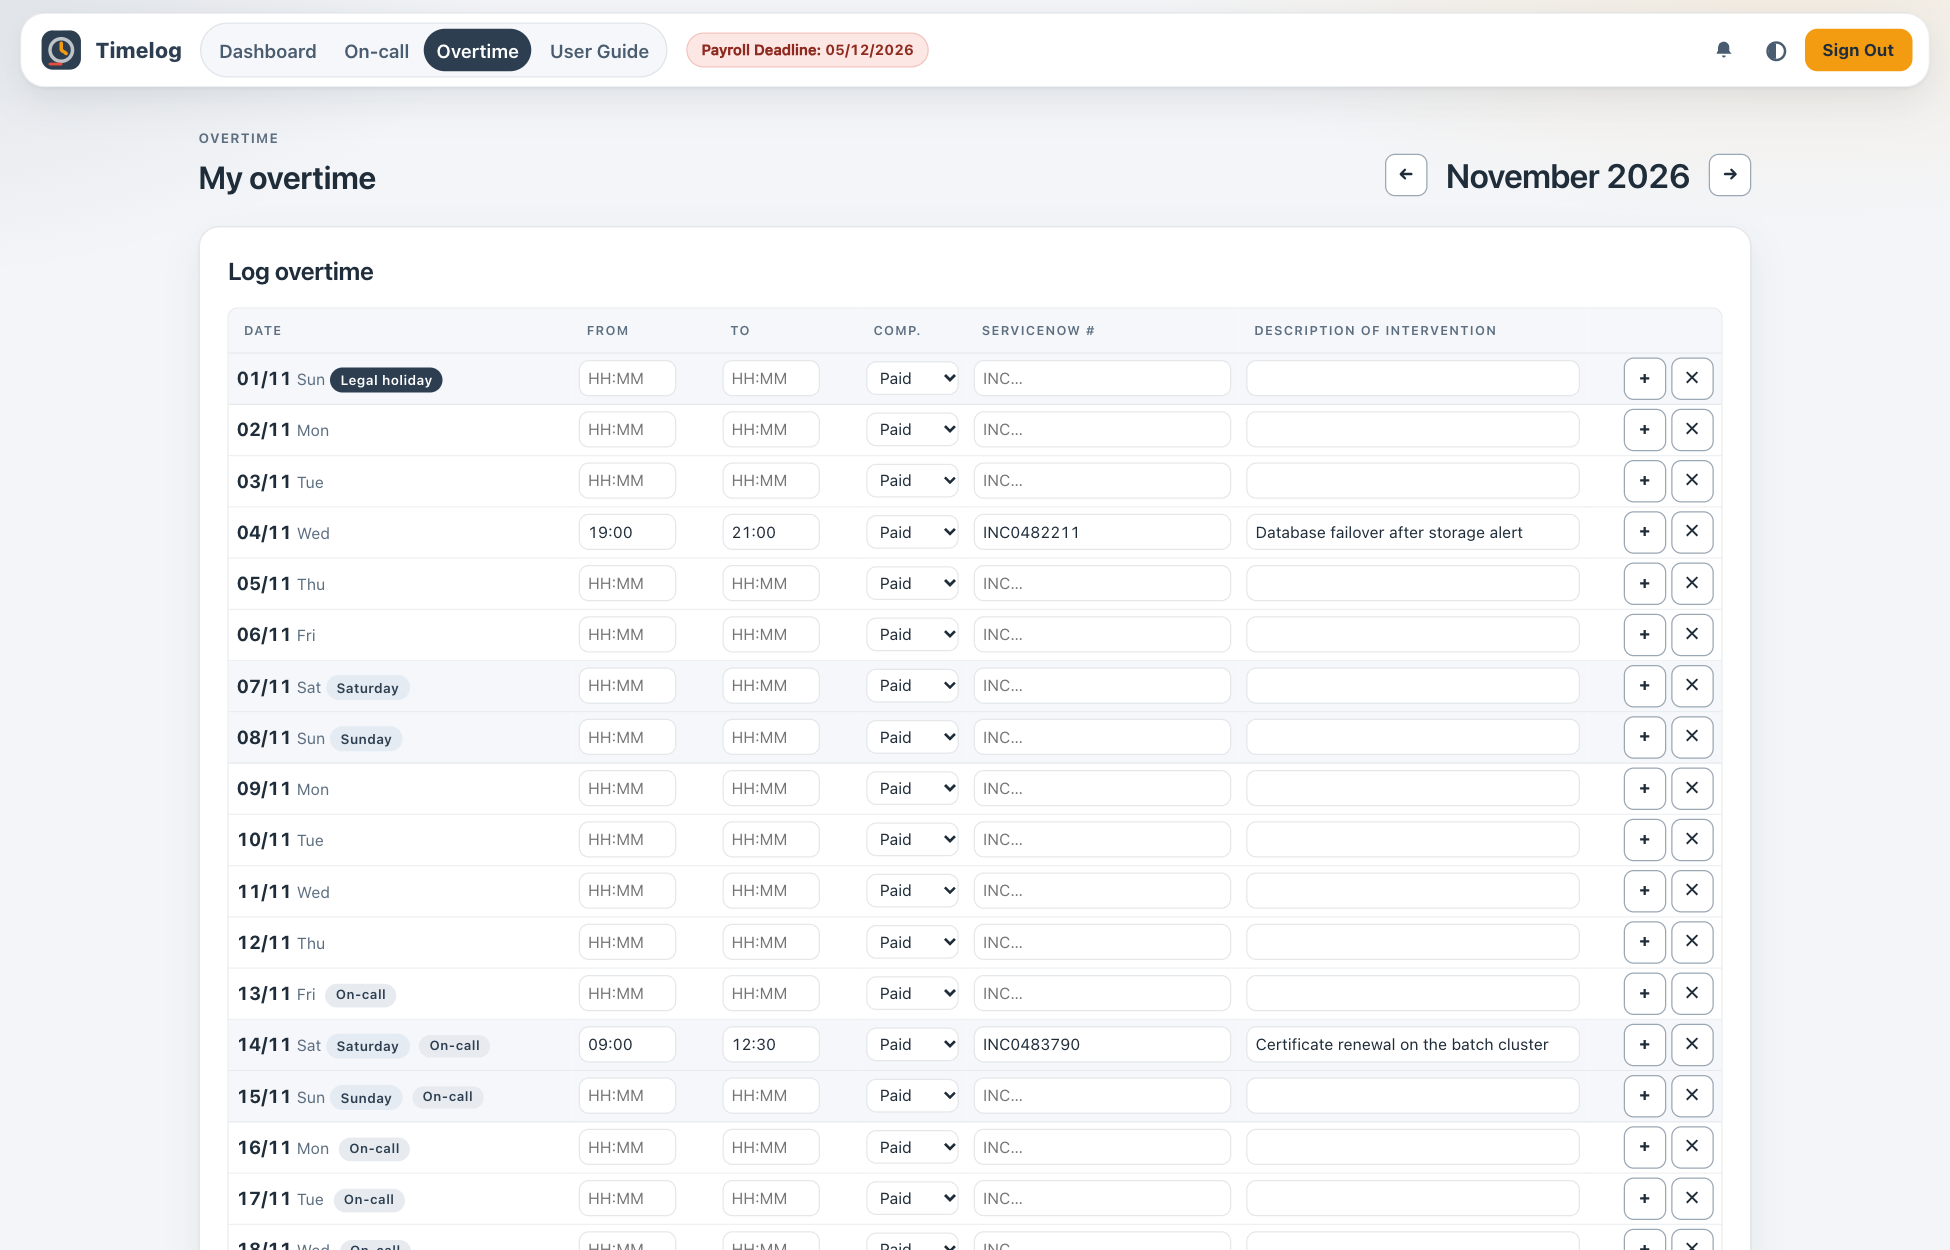 Timelog Dashboard On-call Overtime User Guide Payroll Deadline: 05/12/2026 Sign Out
OVERTIME
My overtime
← November 2026 →
Log overtime
DATE FROM TO COMP. SERVICENOW # DESCRIPTION OF INTERVENTION
01/11 Sun Legal holiday HH:MM HH:MM Paid INC... + ×
02/11 Mon HH:MM HH:MM Paid INC... + ×
03/11 Tue HH:MM HH:MM Paid INC... + ×
04/11 Wed 19:00 21:00 Paid INC0482211 Database failover after storage alert + ×
05/11 Thu HH:MM HH:MM Paid INC... + ×
06/11 Fri HH:MM HH:MM Paid INC... + ×
07/11 Sat Saturday HH:MM HH:MM Paid INC... + ×
08/11 Sun Sunday HH:MM HH:MM Paid INC... + ×
09/11 Mon HH:MM HH:MM Paid INC... + ×
10/11 Tue HH:MM HH:MM Paid INC... + ×
11/11 Wed HH:MM HH:MM Paid INC... + ×
12/11 Thu HH:MM HH:MM Paid INC... + ×
13/11 Fri On-call HH:MM HH:MM Paid INC... + ×
14/11 Sat Saturday On-call 09:00 12:30 Paid INC0483790 Certificate renewal on the batch cluster + ×
15/11 Sun Sunday On-call HH:MM HH:MM Paid INC... + ×
16/11 Mon On-call HH:MM HH:MM Paid INC... + ×
17/11 Tue On-call HH:MM HH:MM Paid INC... + ×
18/11 Wed On-call HH:MM HH:MM Paid INC... + ×